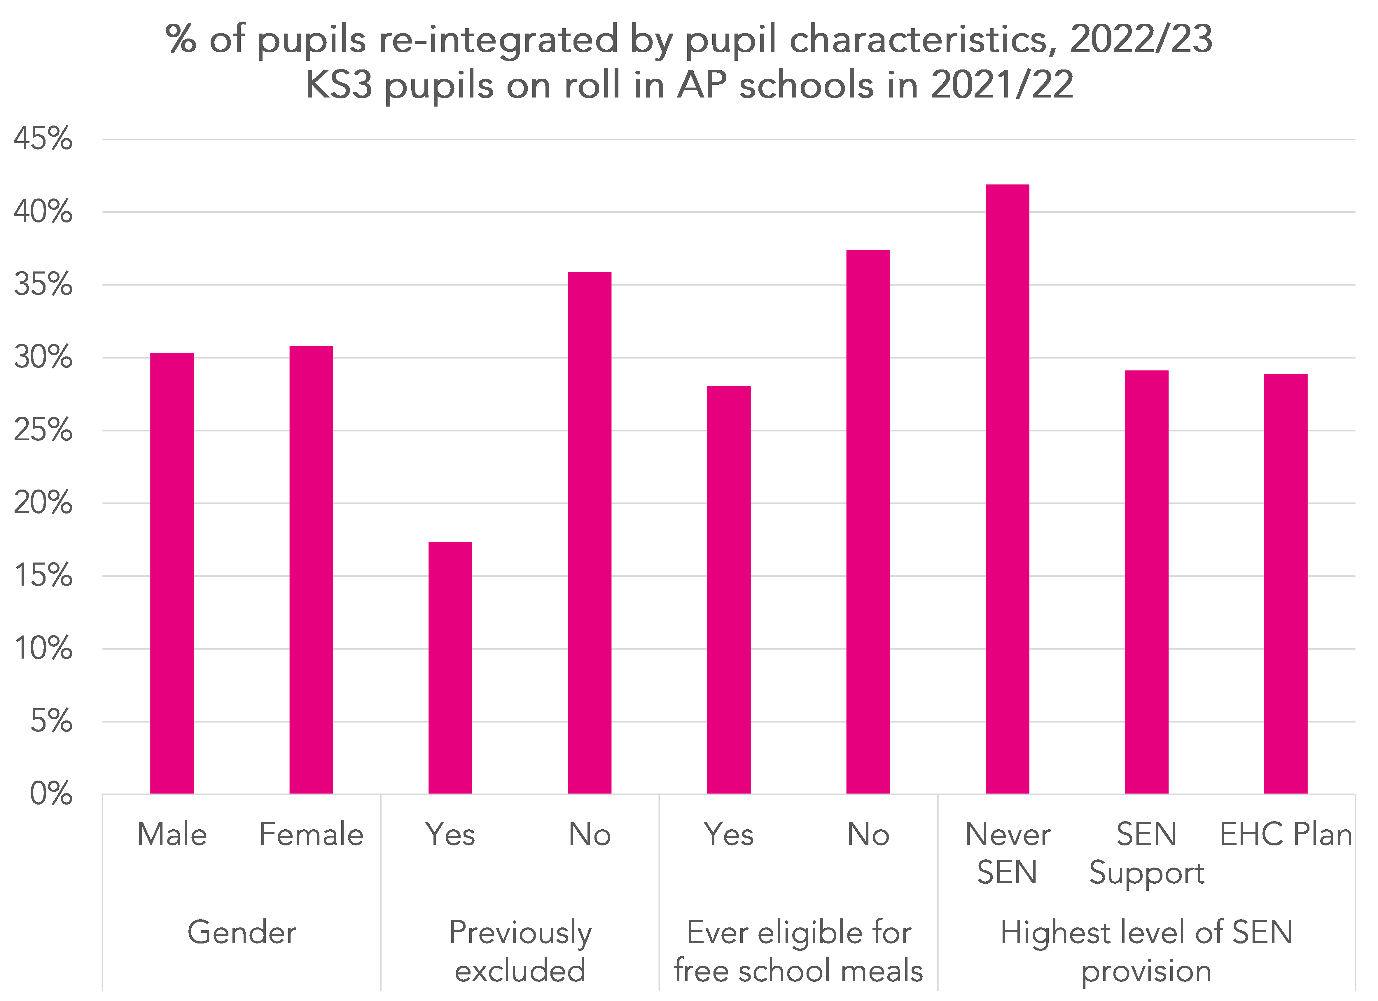 % of pupils re-integrated by pupil characteristics, 2022/23
KS3 pupils on roll in AP schools in 2021/22
45%
40%
35%
30%
25%
20%
15%
10%
5%
0%
Male Female Yes No Yes No Never SEN EHC Plan
SEN Support
Gender Previously Ever eligible for Highest level of SEN
excluded free school meals provision